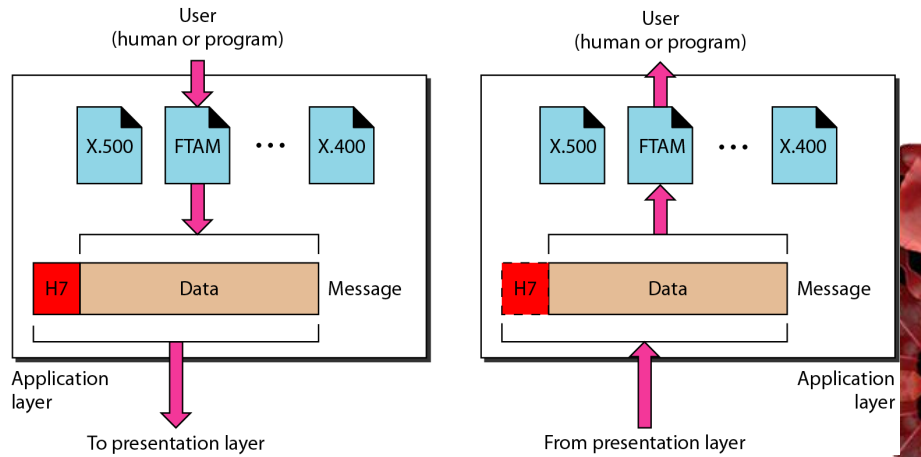 User
(human or program)
X.500
FTAM
...
X.400
H7
Data
Message
Application
layer
To presentation layer
User
(human or program)
X.500
FTAM
...
X.400
H7
Data
Message
Application
layer
From presentation layer